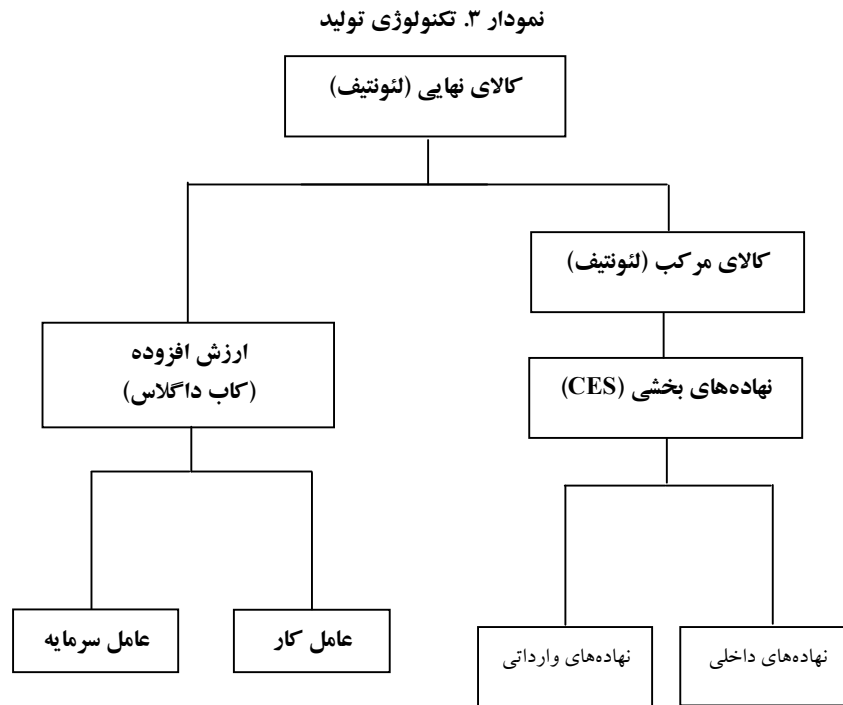 نمودار ۳. تکنولوژی تولید
کالای نهایی (لئونتیف)
کالای مرکب (لئونتیف)
ارزش افزوده
(کاب داگلاس)
نهاده‌های بخشی (CES)
عامل کار
عامل سرمایه
نهاده‌های داخلی
نهاده‌های وارداتی